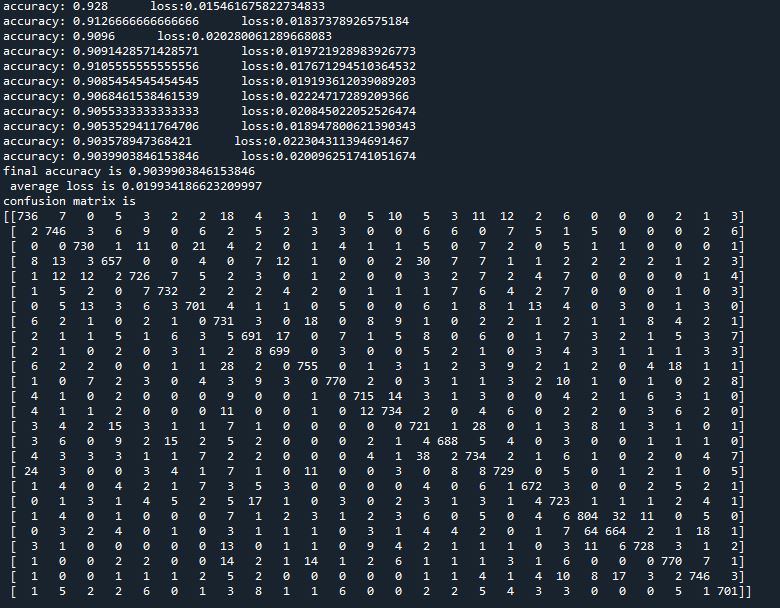 accuracy: 0.928 loss:0.015461675822734833
accuracy: 0.9126666666666666 loss:0.01837378926575184
accuracy: 0.9096 loss:0.020280061289668083
accuracy: 0.9091428571428571 loss:0.019721928983926773
accuracy: 0.9105555555555556 loss:0.017671294510364532
accuracy: 0.9085454545454545 loss:0.019193612039089203
accuracy: 0.9068461538461539 loss:0.02224717289209366
accuracy: 0.9055333333333333 loss:0.020845022052526474
accuracy: 0.9053529411764706 loss:0.018947800621390343
accuracy: 0.903578947368421 loss:0.022304311394691467
accuracy: 0.9039903846153846 loss:0.020096251741051674
final accuracy is 0.9039903846153846
average loss is 0.019934186623209997
confusion matrix is
[[736 7 0 5 3 2 2 18 4 3 1 0 5 10 5 3 11 12 2 6 0 0 0 2 1 3]
[ 2 746 3 6 9 0 6 2 5 2 3 3 0 0 6 6 0 7 5 1 5 0 0 0 2 6]
[ 0 0 730 1 11 0 21 4 2 0 1 4 1 1 5 0 7 2 0 5 1 1 0 0 0 1]
[ 8 13 3 657 0 0 4 0 7 12 1 0 0 2 30 7 7 1 1 2 2 2 2 1 2 3]
[ 1 12 12 2 726 7 5 2 3 0 1 2 0 0 3 2 7 2 4 7 0 0 0 0 1 4]
[ 1 5 2 0 7 732 2 2 2 4 2 0 1 1 1 7 6 4 2 7 0 0 0 1 0 3]
[ 0 5 13 3 6 3 701 4 1 1 0 5 0 0 6 1 8 1 13 4 0 3 0 1 3 0]
[ 6 2 1 0 2 1 0 731 3 0 18 0 8 9 1 0 2 2 1 2 1 1 8 4 2 1]
[ 2 1 1 5 1 6 3 5 691 17 0 7 1 5 8 0 6 0 1 7 3 2 1 5 3 7]
[ 2 1 0 2 0 3 1 2 8 699 0 3 0 0 5 2 1 0 3 4 3 1 1 1 3 3]
[ 6 2 2 0 0 1 1 28 2 0 755 0 1 3 1 2 3 9 2 1 2 0 4 18 1 1]
[ 1 0 7 2 3 0 4 3 9 3 0 770 2 0 3 1 1 3 2 10 1 0 1 0 2 8]
[ 4 1 0 2 0 0 0 9 0 0 1 0 715 14 3 1 3 0 0 4 2 1 6 3 1 0]
[ 4 1 1 2 0 0 0 11 0 0 1 0 12 734 2 0 4 6 0 2 2 0 3 6 2 0]
[ 3 4 2 15 3 1 1 7 1 0 0 0 0 0 721 1 28 0 1 3 8 1 3 1 0 1]
[ 3 6 0 9 2 15 2 5 2 0 0 0 2 1 4 688 5 4 0 3 0 0 1 1 1 0]
[ 4 3 3 3 1 1 7 2 2 0 0 0 4 1 38 2 734 2 1 6 1 0 2 0 4 7]
[ 24 3 0 0 3 4 1 7 1 0 11 0 0 3 0 8 8 729 0 5 0 1 2 1 0 5]
[ 1 4 0 4 2 1 7 3 5 3 0 0 0 0 4 0 6 1 672 3 0 0 2 5 2 1]
[ 0 1 3 1 4 5 2 5 17 1 0 3 0 2 3 1 3 1 4 723 1 1 1 2 4 1]
[ 1 4 0 1 0 0 0 7 1 2 3 1 2 3 6 0 5 0 4 6 804 32 11 0 5 0]
[ 0 3 2 4 0 1 0 3 1 1 1 0 3 1 4 4 2 0 1 7 64 664 2 1 18 1]
[ 3 1 0 0 0 0 0 13 0 1 1 0 9 4 2 1 1 1 0 3 11 6 728 3 1 2]
[ 1 0 0 2 2 0 0 14 2 1 14 1 2 6 1 1 1 3 1 6 0 0 0 770 7 1]
[ 1 0 0 1 1 1 2 5 2 0 0 0 0 0 1 1 4 1 4 10 8 17 3 2 746 3]
[ 1 5 2 2 6 0 1 3 8 1 1 6 0 0 2 2 5 4 3 3 0 0 0 5 1 701]]